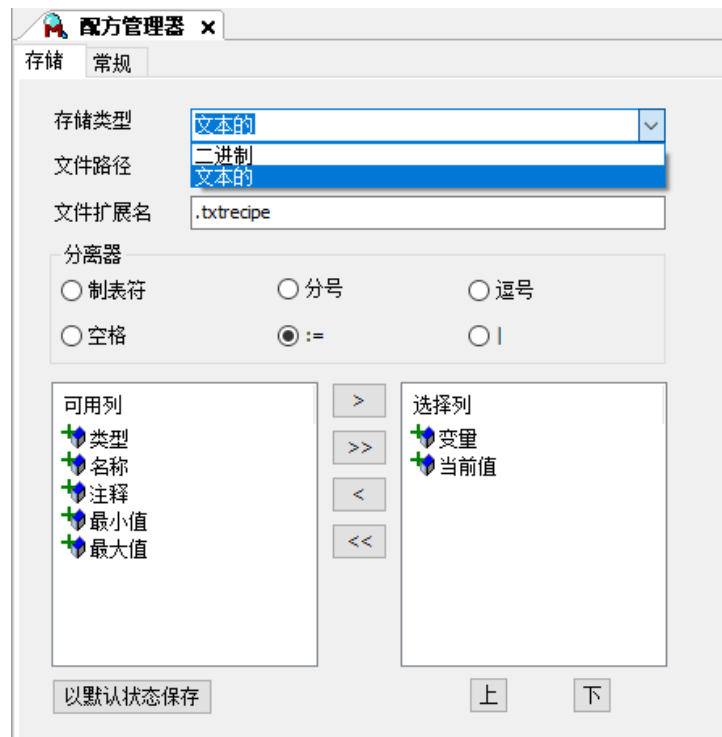 配方管理器 ×
存储 常规
存储类型 文本的
二进制
文件路径 文本的
文件扩展名 .txtrecipe
分离器
制表符 分号 逗号
空格 := |
可用列 > 选择列
类型 变量
名称 >> 当前值
注释 <
最小值
最大值 <<
以默认状态保存 上 下